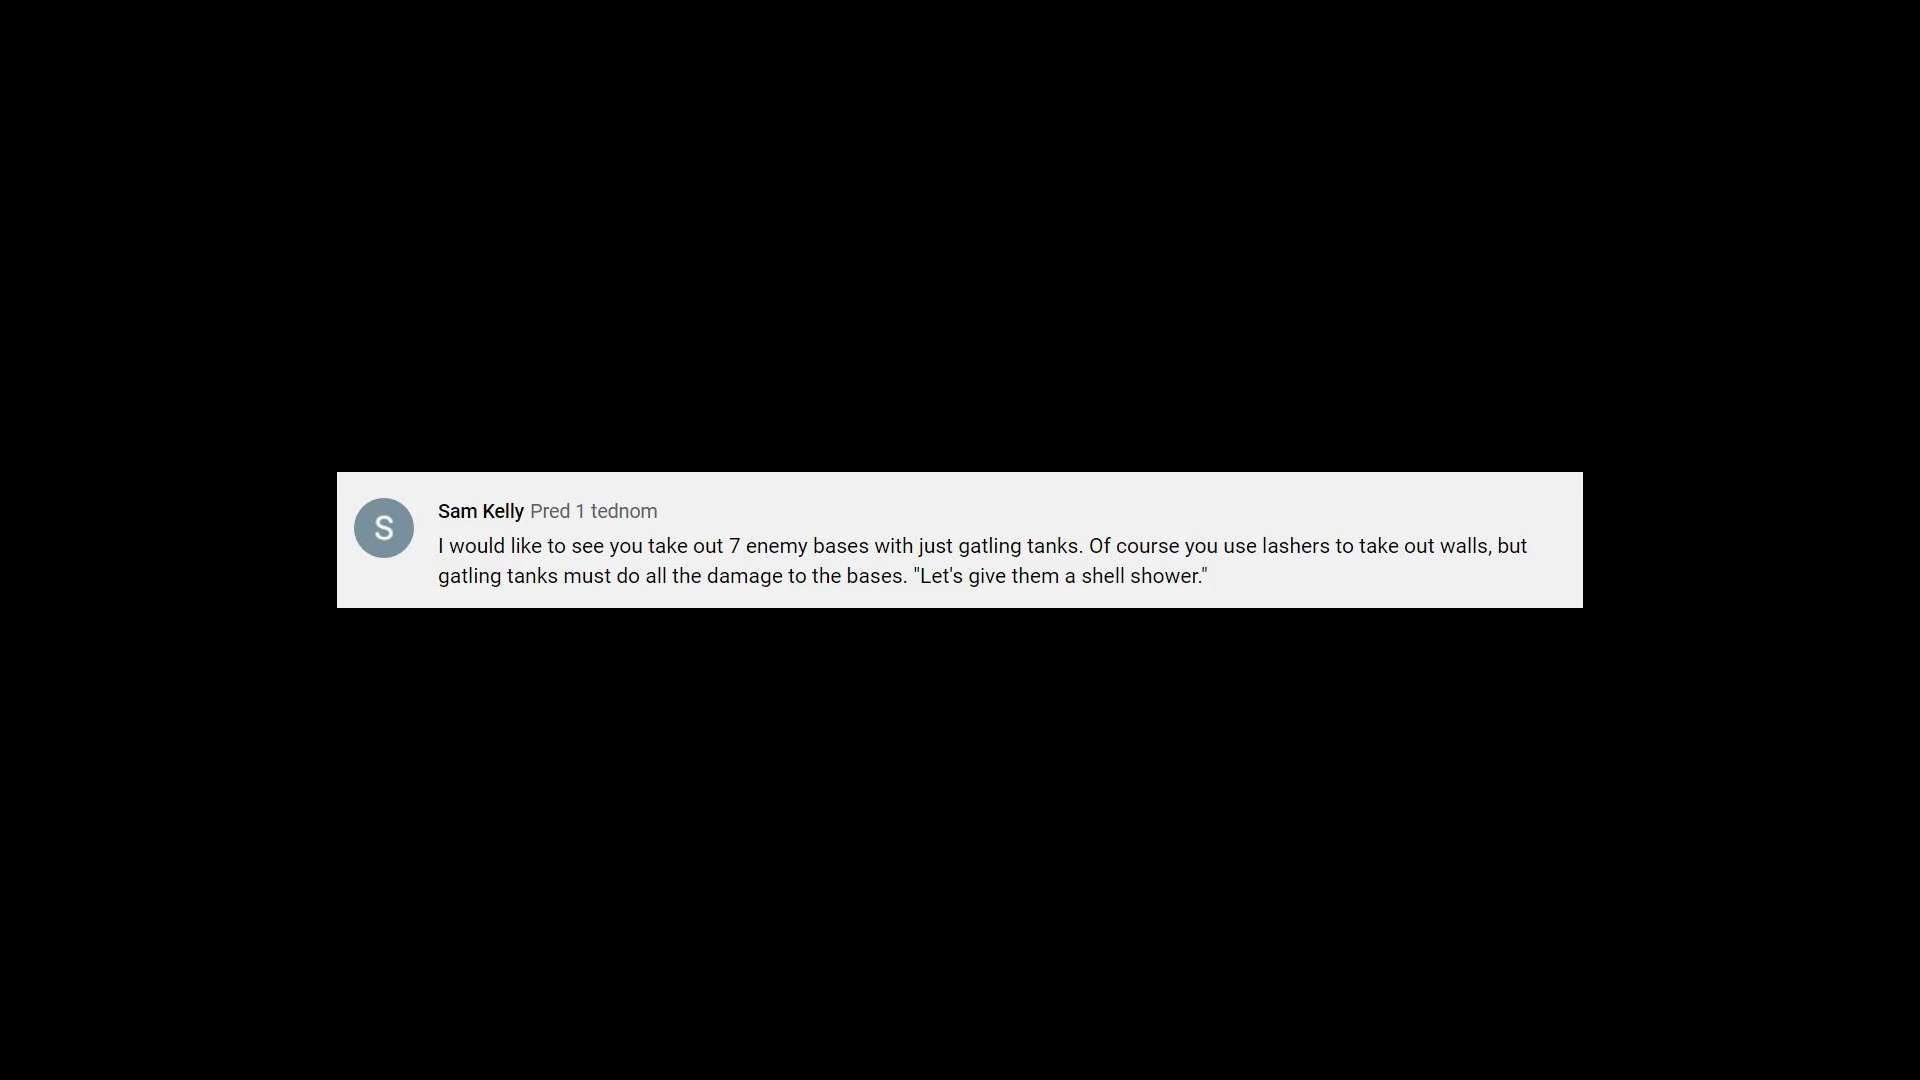 S
Sam Kelly Pred 1 tednom
I would like to see you take out 7 enemy bases with just gatling tanks. Of course you use lashers to take out walls, but
gatling tanks must do all the damage to the bases. "Let's give them a shell shower."